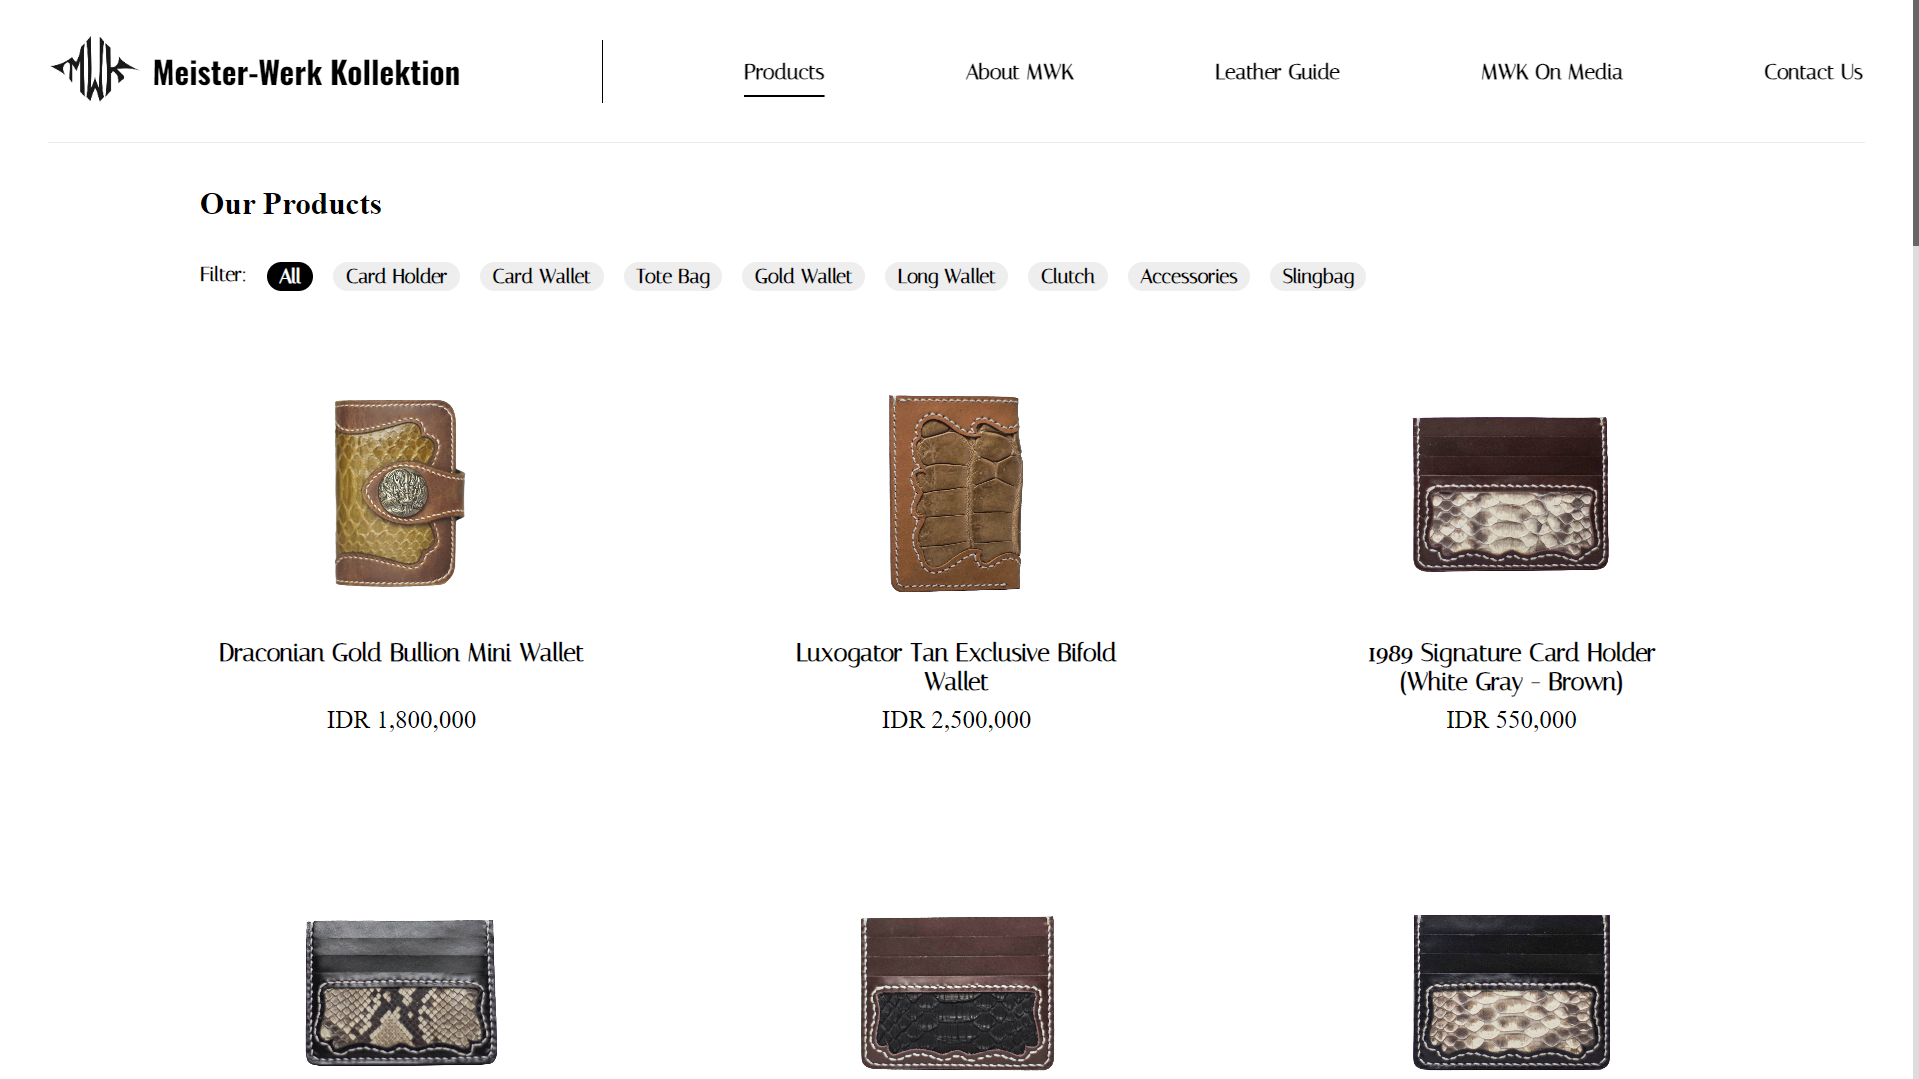 MWK Meister-Werk Kollektion
Products About MWK Leather Guide MWK On Media Contact Us
Our Products
Filter: All Card Holder Card Wallet Tote Bag Gold Wallet Long Wallet Clutch Accessories Slingbag
Draconian Gold Bullion Mini Wallet
IDR 1,800,000
Luxogator Tan Exclusive Bifold
Wallet
IDR 2,500,000
1989 Signature Card Holder
(White Gray - Brown)
IDR 550,000